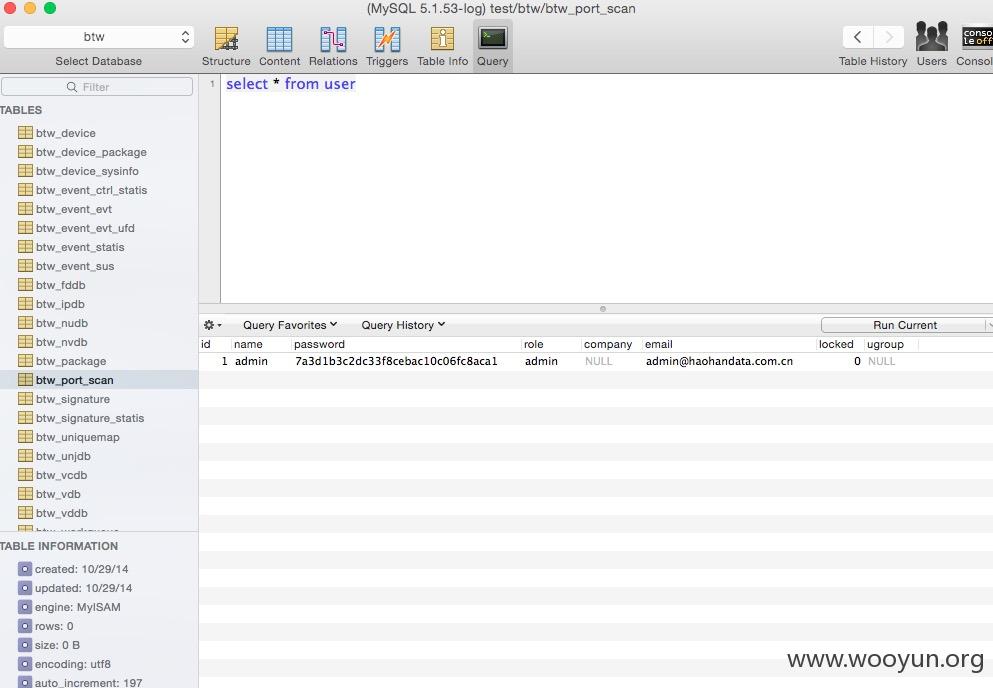 (MySQL 5.1.53-log) test/btw/btw_port_scan
btw
Select Database
Structure
Content
Relations
Triggers
Table Info
Query
Table History
Users
conso
le off
Consol
Filter
TABLES
btw_device
btw_device_package
btw_device_sysinfo
btw_event_ctrl_statis
btw_event_evt
btw_event_evt_ufd
btw_event_statis
btw_event_sus
btw_fddb
btw_ipdb
btw_nudb
btw_nvdb
btw_package
btw_port_scan
btw_signature
btw_signature_statis
btw_uniquemap
btw_unjdb
btw_vcdb
btw_vdb
btw_vddb
TABLE INFORMATION
created: 10/29/14
updated: 10/29/14
engine: MyISAM
rows: 0
size: 0 B
encoding: utf8
auto_increment: 197
1 select * from user
Query Favorites
Query History
Run Current
id name password role company email locked ugroup
1 admin 7a3d1b3c2dc33f8cebac10c06fc8aca1 admin NULL admin@haohandata.com.cn 0 NULL
www.wooyun.org